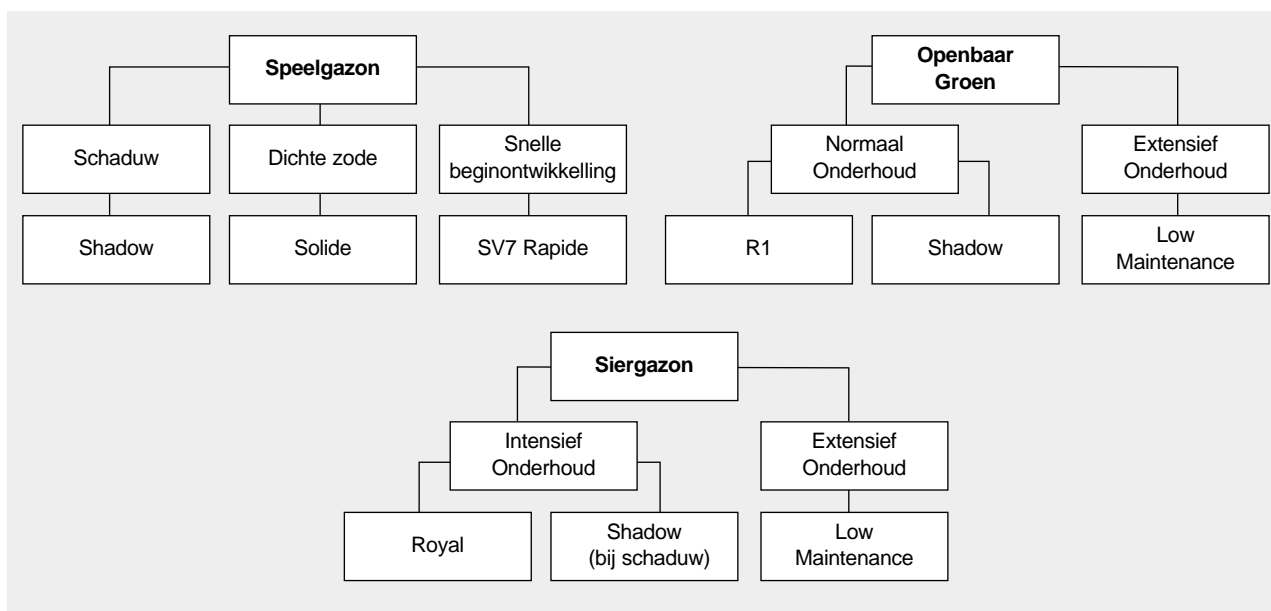 Speelgazon
Schaduw
Dichte zode
Snelle
beginontwikkelling
Shadow
Solide
SV7 Rapide
Openbaar
Groen
Normaal
Onderhoud
Extensief
Onderhoud
R1
Shadow
Low
Maintenance
Siergazon
Intensief
Onderhoud
Extensief
Onderhoud
Royal
Shadow
(bij schaduw)
Low
Maintenance